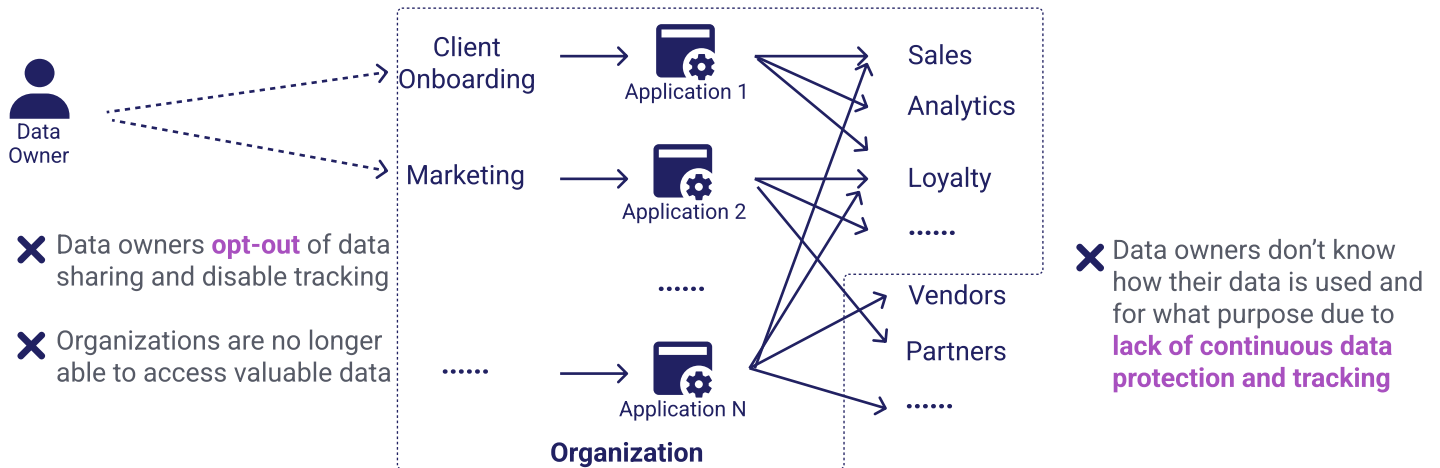 Client
Onboarding
Application 1
Sales
Analytics
Data
Owner
Marketing
Application 2
Loyalty
......
Data owners opt-out of data
sharing and disable tracking
Organizations are no longer
able to access valuable data
......
......
Application N
Vendors
Partners
......
Organization
Data owners don’t know
how their data is used and
for what purpose due to
lack of continuous data
protection and tracking